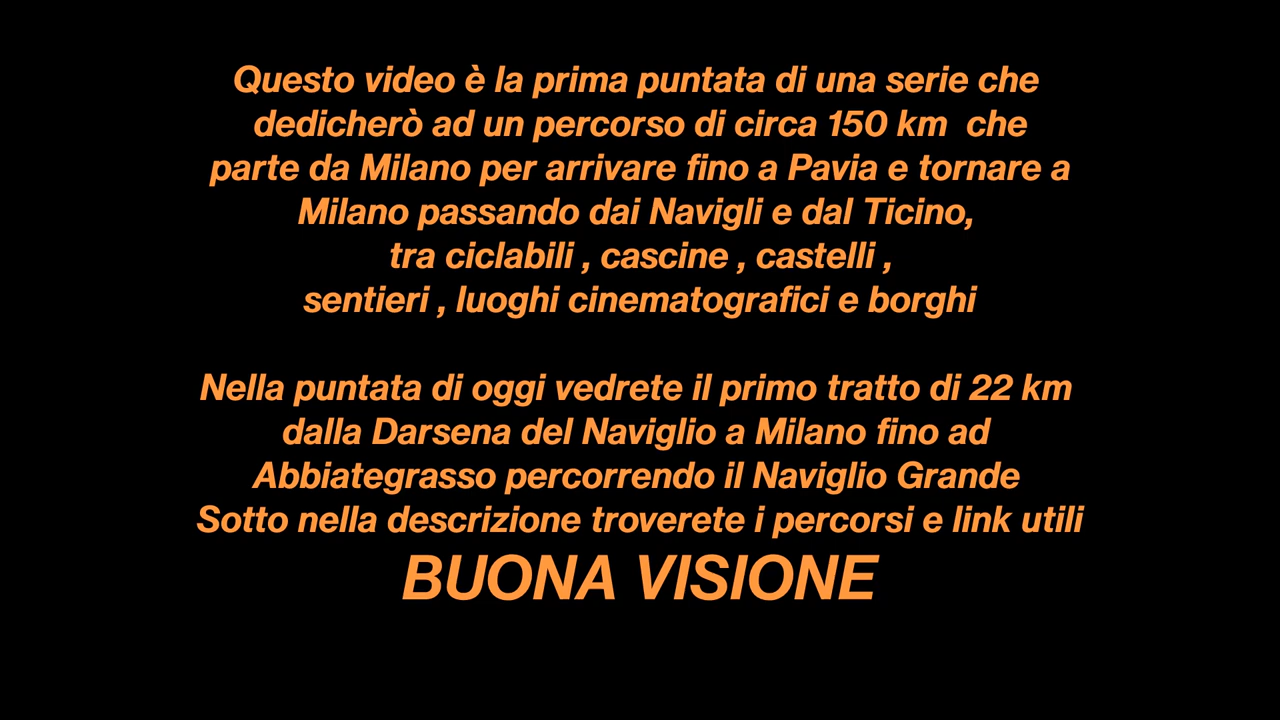 Questo video è la prima puntata di una serie che
dedicherò ad un percorso di circa 150 km  che
parte da Milano per arrivare fino a Pavia e tornare a
Milano passando dai Navigli e dal Ticino,
tra ciclabili , cascine , castelli ,
sentieri , luoghi cinematografici e borghi
Nella puntata di oggi vedrete il primo tratto di 22 km
dalla Darsena del Naviglio a Milano fino ad
Abbiategrasso percorrendo il Naviglio Grande
Sotto nella descrizione troverete i percorsi e link utili
BUONA VISIONE